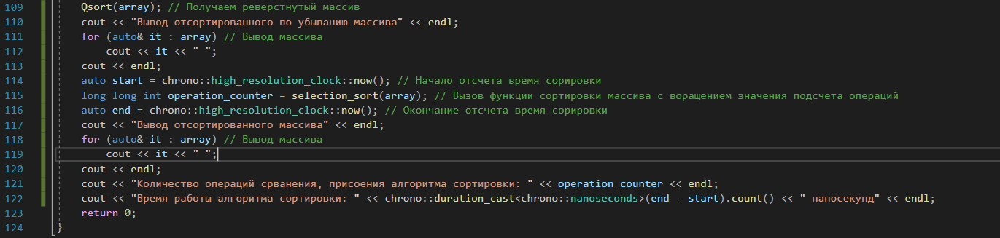 109 Qsort(array); // Получаем реверстнутый массив
110 cout << "Вывод отсортированного по убыванию массива" << endl;
111 for (auto& it : array) // Вывод массива
112 cout << it << " ";
113 cout << endl;
114 auto start = chrono::high_resolution_clock::now(); // Начало отсчета время сорировки
115 long long int operation_counter = selection_sort(array); // Вызов функции сортировки массива с воращением значения подсчета операций
116 auto end = chrono::high_resolution_clock::now(); // Окончание отсчета время сорировки
117 cout << "Вывод отсортированного массива" << endl;
118 for (auto& it : array) // Вывод массива
119 cout << it << " ";
120 cout << endl;
121 cout << "Количество операций срванения, присоения алгоритма сортировки: " << operation_counter << endl;
122 cout << "Время работы алгоритма сортировки: " << chrono::duration_cast<chrono::nanoseconds>(end - start).count() << " наносекунд" << endl;
123 return 0;
124 }